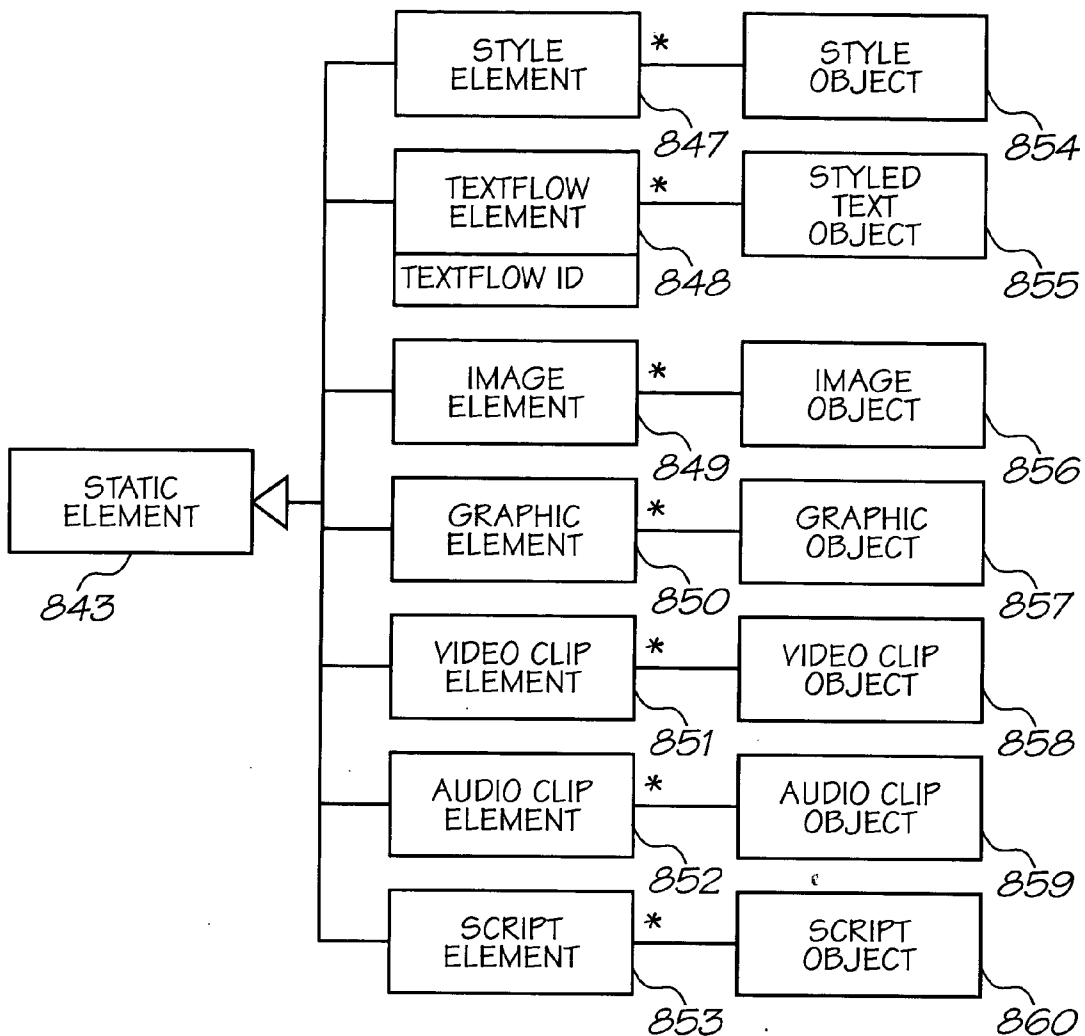 STYLE
ELEMENT
*
847
STYLE
OBJECT
854
TEXTFLOW
ELEMENT
TEXTFLOW ID
*
848
STYLED
TEXT
OBJECT
855
IMAGE
ELEMENT
*
849
IMAGE
OBJECT
856
STATIC
ELEMENT
843
GRAPHIC
ELEMENT
*
850
GRAPHIC
OBJECT
857
VIDEO CLIP
ELEMENT
*
851
VIDEO CLIP
OBJECT
858
AUDIO CLIP
ELEMENT
*
852
AUDIO CLIP
OBJECT
859
SCRIPT
ELEMENT
*
853
SCRIPT
OBJECT
860